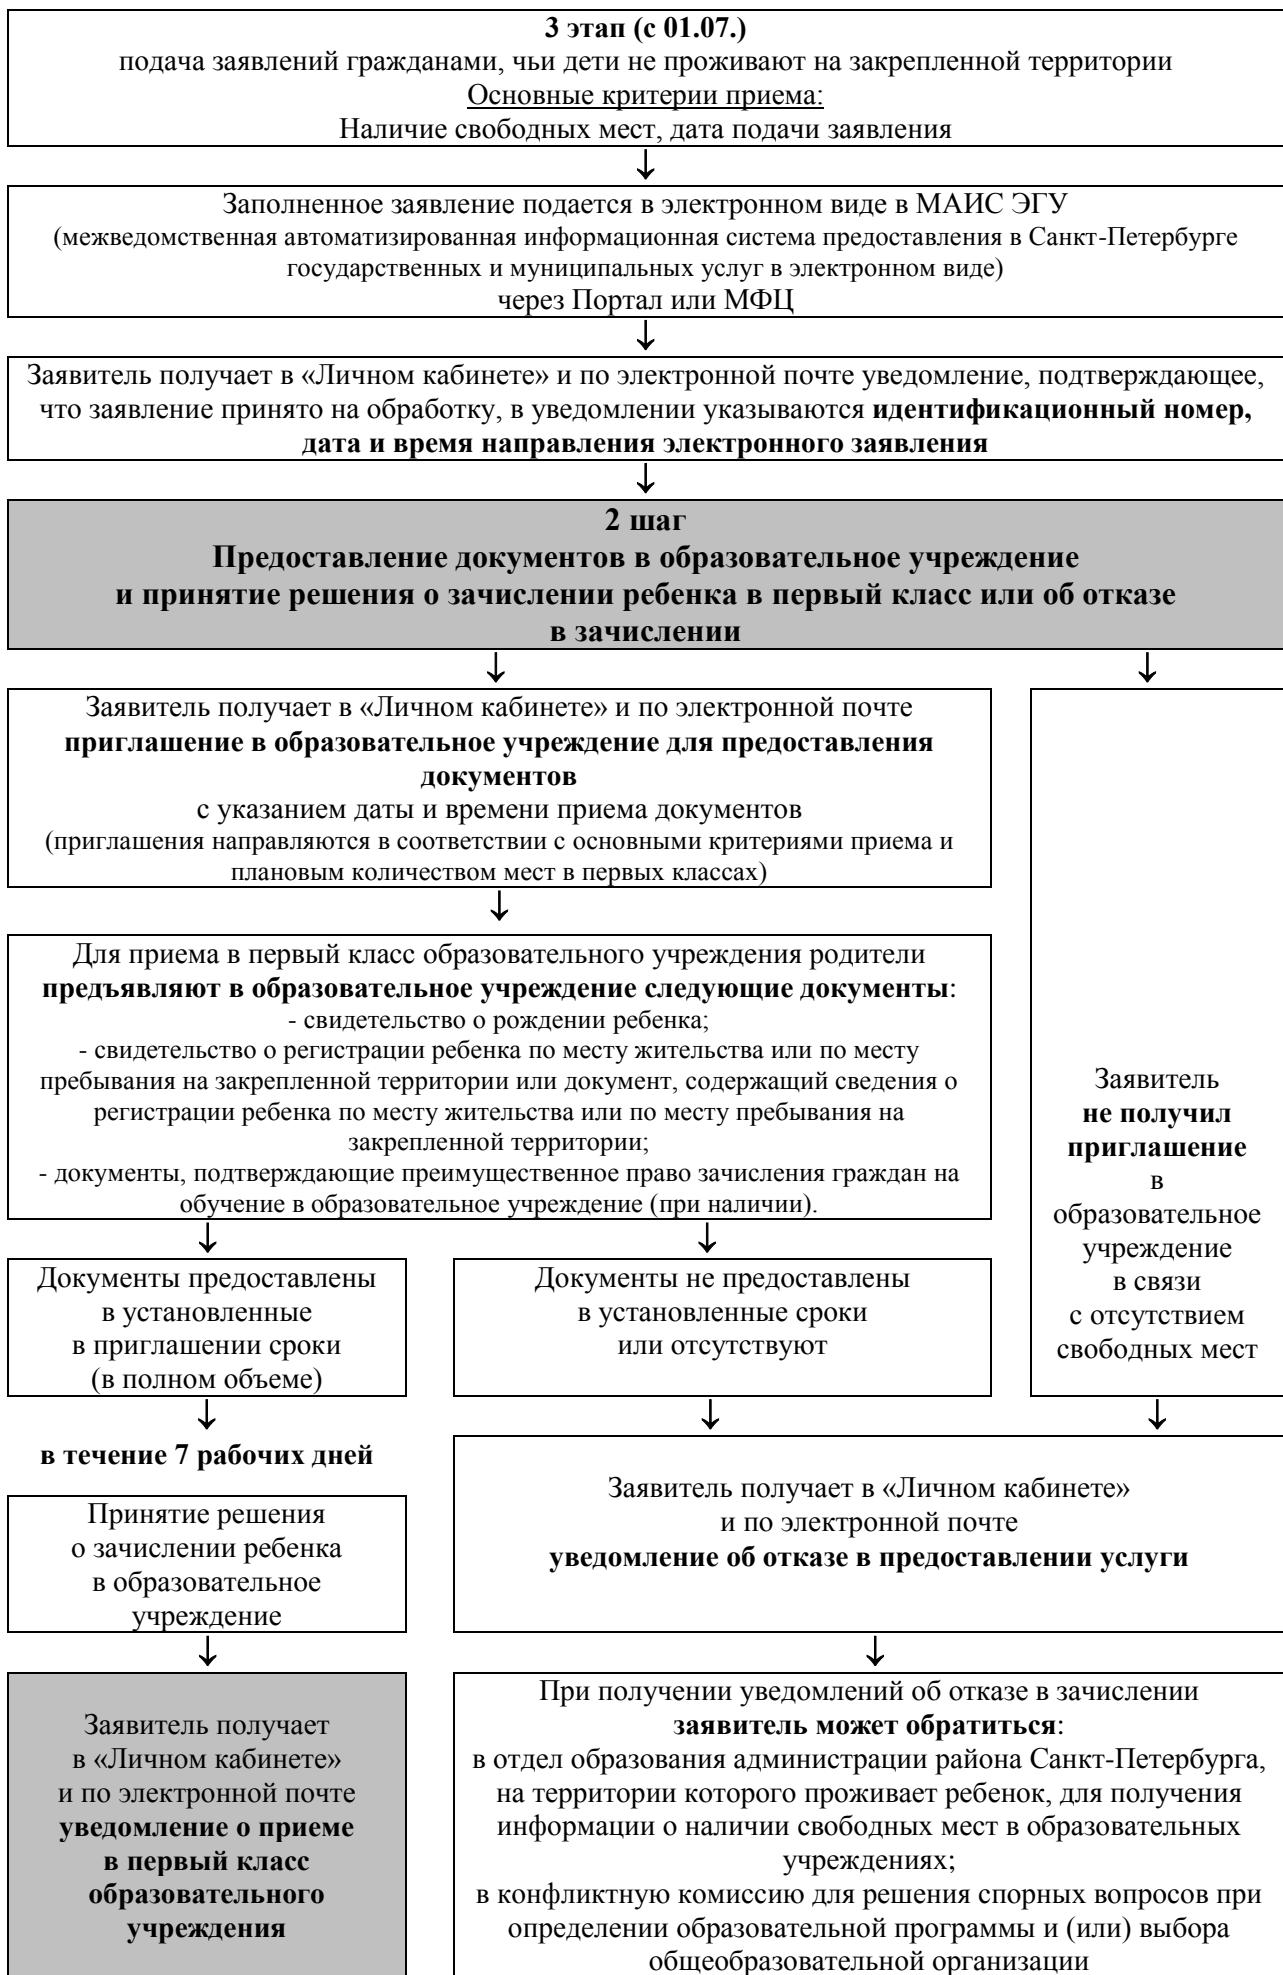 3 этап (с 01.07.)
подача заявлений гражданами, чьи дети не проживают на закрепленной территории
Основные критерии приема:
Наличие свободных мест, дата подачи заявления
Заполненное заявление подается в электронном виде в МАИС ЭГУ
(межведомственная автоматизированная информационная система предоставления в Санкт-Петербурге
государственных и муниципальных услуг в электронном виде)
через Портал или МФЦ
Заявитель получает в «Личном кабинете» и по электронной почте уведомление, подтверждающее,
что заявление принято на обработку, в уведомлении указываются идентификационный номер,
дата и время направления электронного заявления
2 шаг
Предоставление документов в образовательное учреждение
и принятие решения о зачислении ребенка в первый класс или об отказе
в зачислении
Заявитель получает в «Личном кабинете» и по электронной почте
приглашение в образовательное учреждение для предоставления
документов
с указанием даты и времени приема документов
(приглашения направляются в соответствии с основными критериями приема и
плановым количеством мест в первых классах)
Для приема в первый класс образовательного учреждения родители
предъявляют в образовательное учреждение следующие документы:
- свидетельство о рождении ребенка;
- свидетельство о регистрации ребенка по месту жительства или по месту
пребывания на закрепленной территории или документ, содержащий сведения о
регистрации ребенка по месту жительства или по месту пребывания на
закрепленной территории;
- документы, подтверждающие преимущественное право зачисления граждан на
обучение в образовательное учреждение (при наличии).
Заявитель
не получил
приглашение
в
образовательное
учреждение
в связи
с отсутствием
свободных мест
Документы предоставлены
в установленные
в приглашении сроки
(в полном объеме)
Документы не предоставлены
в установленные сроки
или отсутствуют
в течение 7 рабочих дней
Принятие решения
о зачислении ребенка
в образовательное
учреждение
Заявитель получает в «Личном кабинете»
и по электронной почте
уведомление об отказе в предоставлении услуги
Заявитель получает
в «Личном кабинете»
и по электронной почте
уведомление о приеме
в первый класс
образовательного
учреждения
При получении уведомлений об отказе в зачислении
заявитель может обратиться:
в отдел образования администрации района Санкт-Петербурга,
на территории которого проживает ребенок, для получения
информации о наличии свободных мест в образовательных
учреждениях;
в конфликтную комиссию для решения спорных вопросов при
определении образовательной программы и (или) выбора
общеобразовательной организации